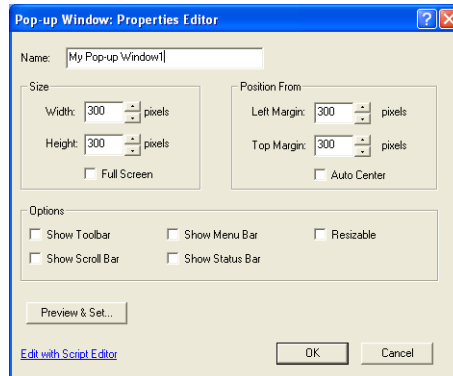 Pop-up Window: Properties Editor
Name: My Pop-up Window1
Size
Width: 300 pixels
Height: 300 pixels
Full Screen
Position From
Left Margin: 300 pixels
Top Margin: 300 pixels
Auto Center
Options
Show Toolbar Show Menu Bar Resizable
Show Scroll Bar Show Status Bar
Preview & Set...
Edit with Script Editor OK Cancel